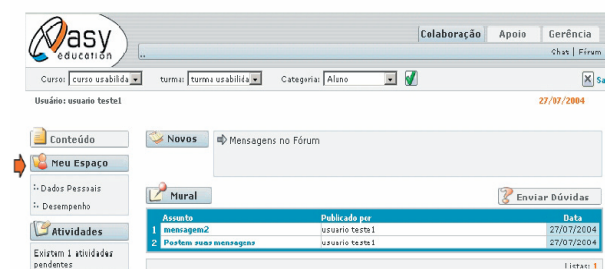 easy
education
Colaboração Apoio Gerência
..
Chat | Fórum
Curso: curso usabilida turma: turma usabilida Categoria: Aluno
X Sa
Usuário: usuario teste1 27/07/2004
Conteúdo
Novos
Mensagens no Fórum
Meu Espaço
Dados Pessoais
Desempenho
Mural
Enviar Dúvidas
Assunto Publicado por Data
1 mensagem2 usuario teste1 27/07/2004
2 Postem suas mensagens usuario teste1 27/07/2004
Atividades
Existem 1 atividades
pendentes
Listas: 1